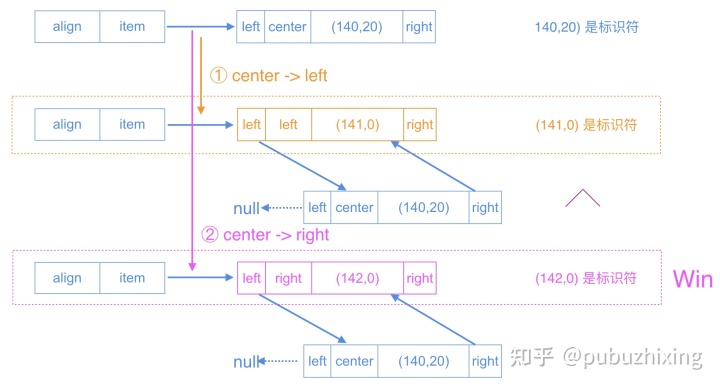 align item left center (140,20) right 140,20) 是标识符
① center -> left
align item left left (141,0) right (141,0) 是标识符
null left center (140,20) right
② center -> right
align item left right (142,0) right (142,0) 是标识符 Win
null left center (140,20) right
知乎 @pubuzhixing